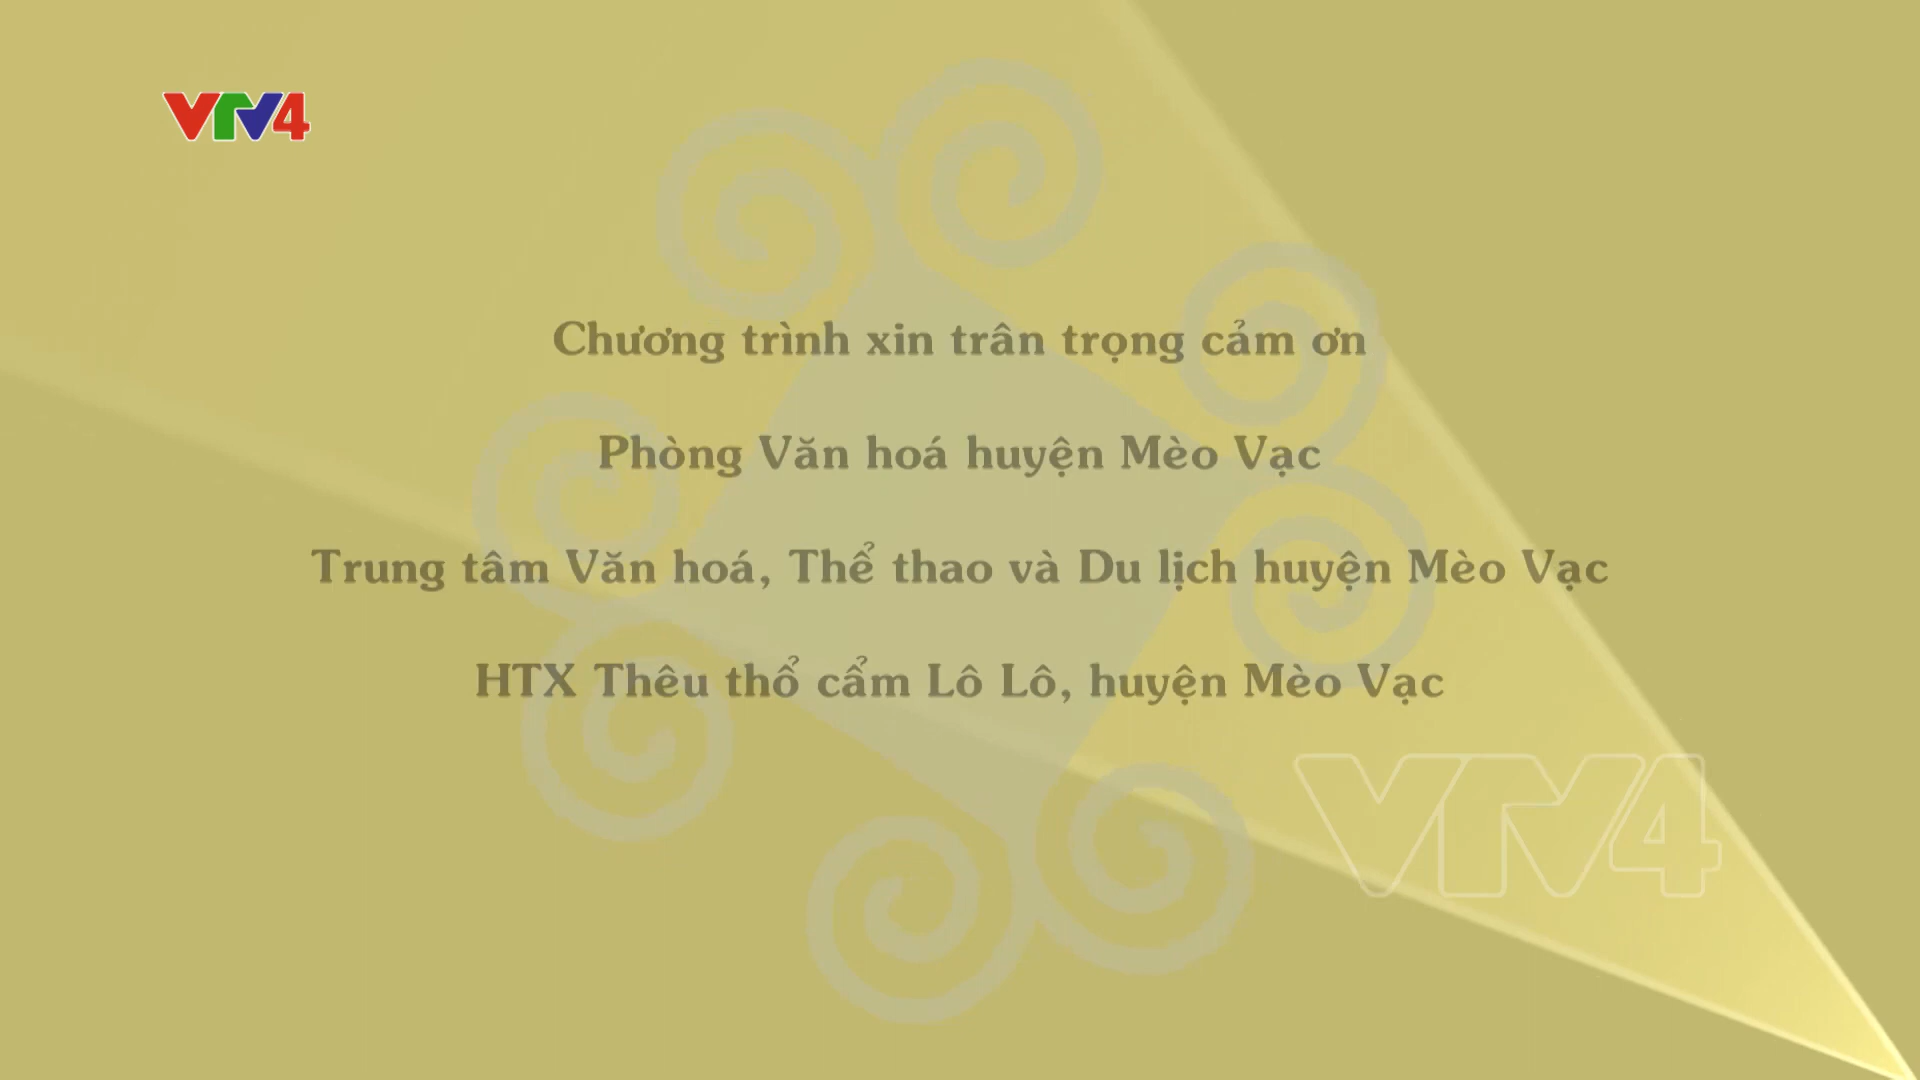 VTV4
Chương trình xin trân trọng cảm ơn
Phòng Văn hoá huyện Mèo Vạc
Trung tâm Văn hoá, Thể thao và Du lịch huyện Mèo Vạc
HTX Thêu thổ cẩm Lô Lô, huyện Mèo Vạc
VTV4